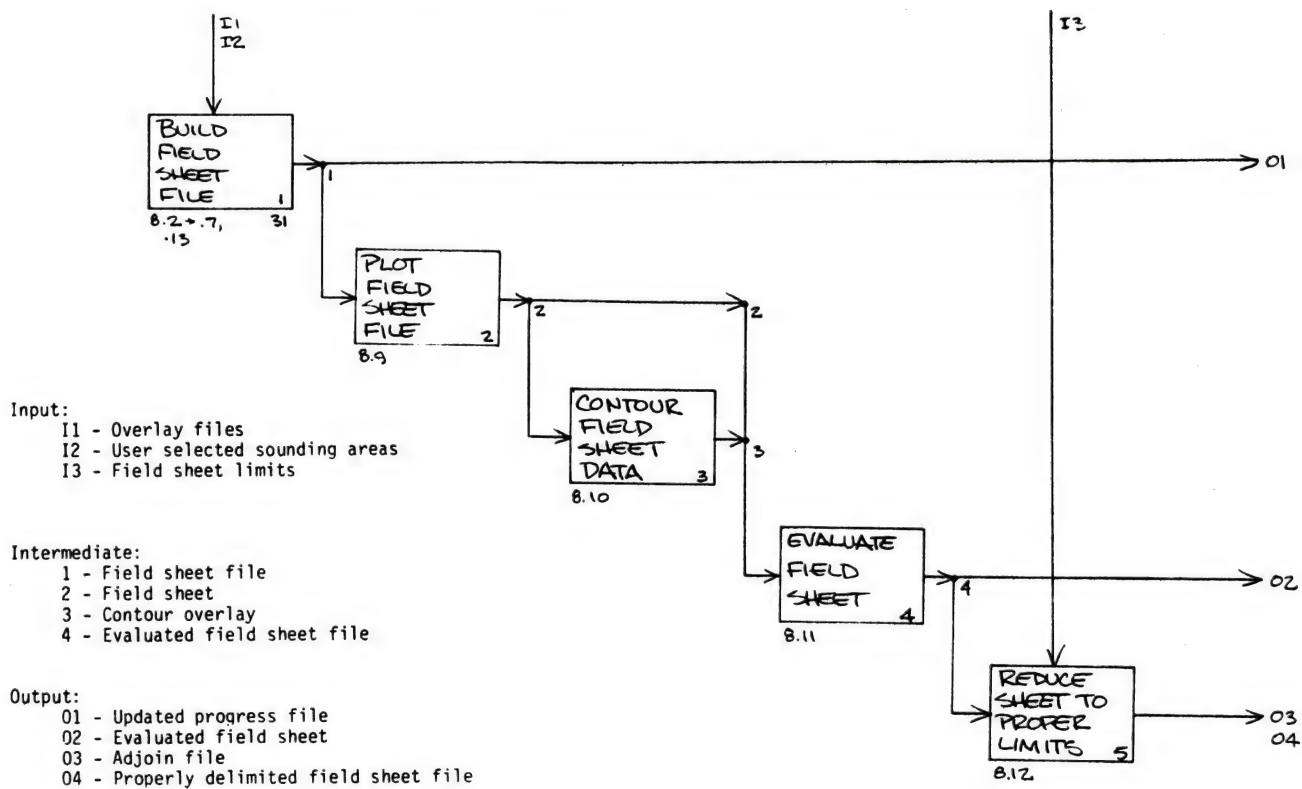 I1
I2
I3
BUILD
FIELD
SHEET
FILE 1
8.2 → .7, 31
.13
1
O1
PLOT
FIELD
SHEET
FILE 2
8.9
2
2
CONTOUR
FIELD
SHEET
DATA 3
8.10
3
Input:
I1 - Overlay files
I2 - User selected sounding areas
I3 - Field sheet limits
EVALUATE
FIELD
SHEET 4
8.11
4
O2
Intermediate:
1 - Field sheet file
2 - Field sheet
3 - Contour overlay
4 - Evaluated field sheet file
REDUCE
SHEET TO
PROPER
LIMITS 5
8.12
O3
O4
Output:
O1 - Updated progress file
O2 - Evaluated field sheet
O3 - Adjoin file
O4 - Properly delimited field sheet file